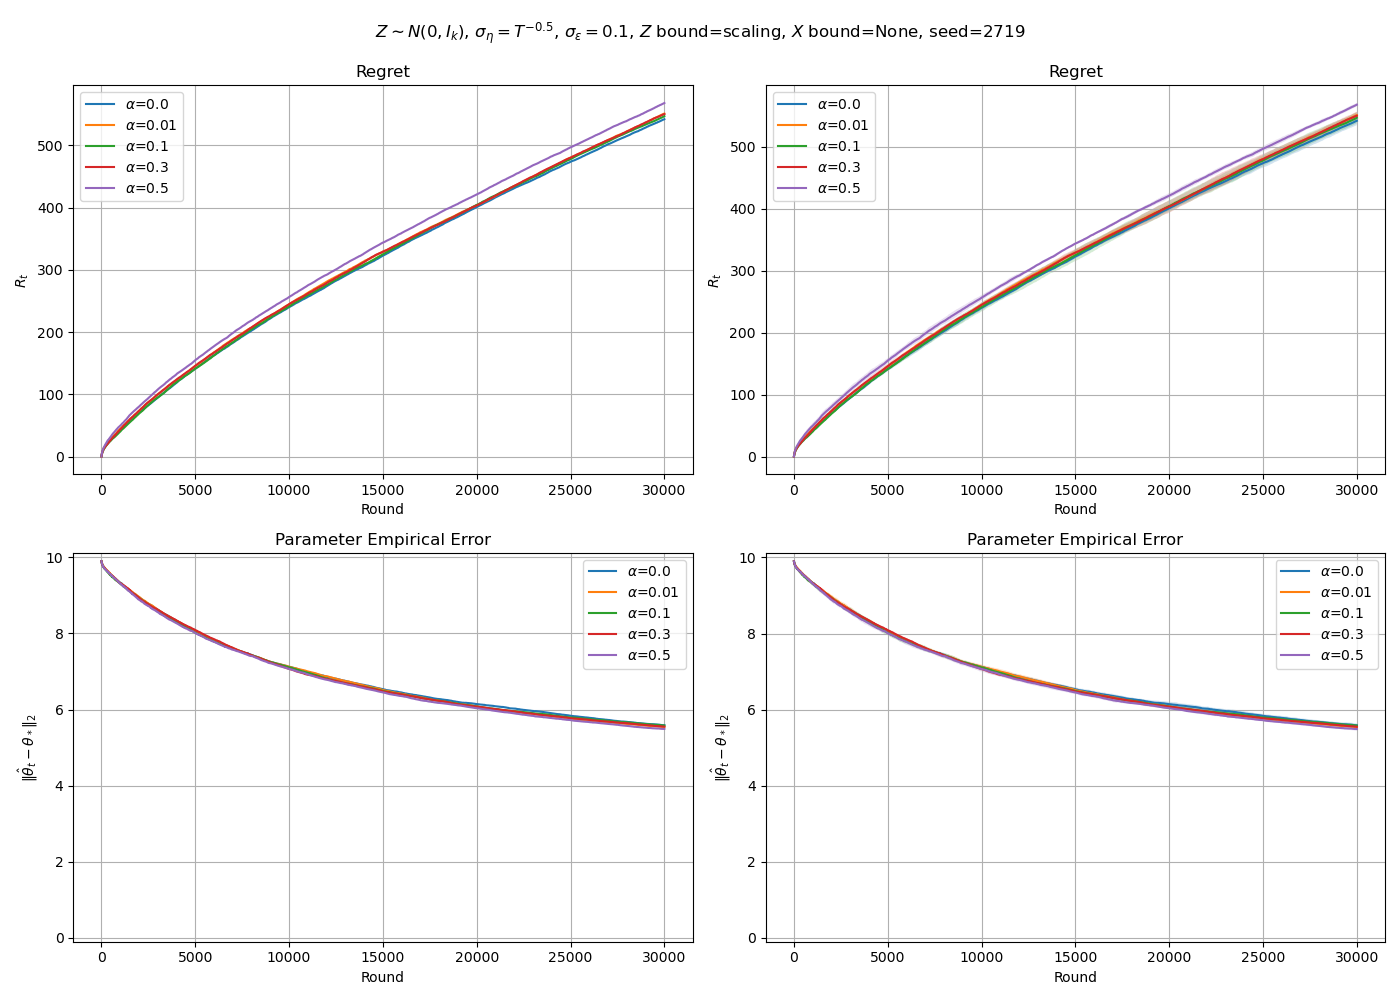 Z ∼ N(0, I_k), σ_η = T^{−0.5}, σ_ε = 0.1, Z bound=scaling, X bound=None, seed=2719
Regret
R_t
500
400
300
200
100
0
α=0.0
α=0.01
α=0.1
α=0.3
α=0.5
0 5000 10000 15000 20000 25000 30000
Round
Regret
R_t
500
400
300
200
100
0
α=0.0
α=0.01
α=0.1
α=0.3
α=0.5
0 5000 10000 15000 20000 25000 30000
Round
Parameter Empirical Error
‖θ̂_t − θ_*‖_2
10
8
6
4
2
0
α=0.0
α=0.01
α=0.1
α=0.3
α=0.5
0 5000 10000 15000 20000 25000 30000
Round
Parameter Empirical Error
‖θ̂_t − θ_*‖_2
10
8
6
4
2
0
α=0.0
α=0.01
α=0.1
α=0.3
α=0.5
0 5000 10000 15000 20000 25000 30000
Round